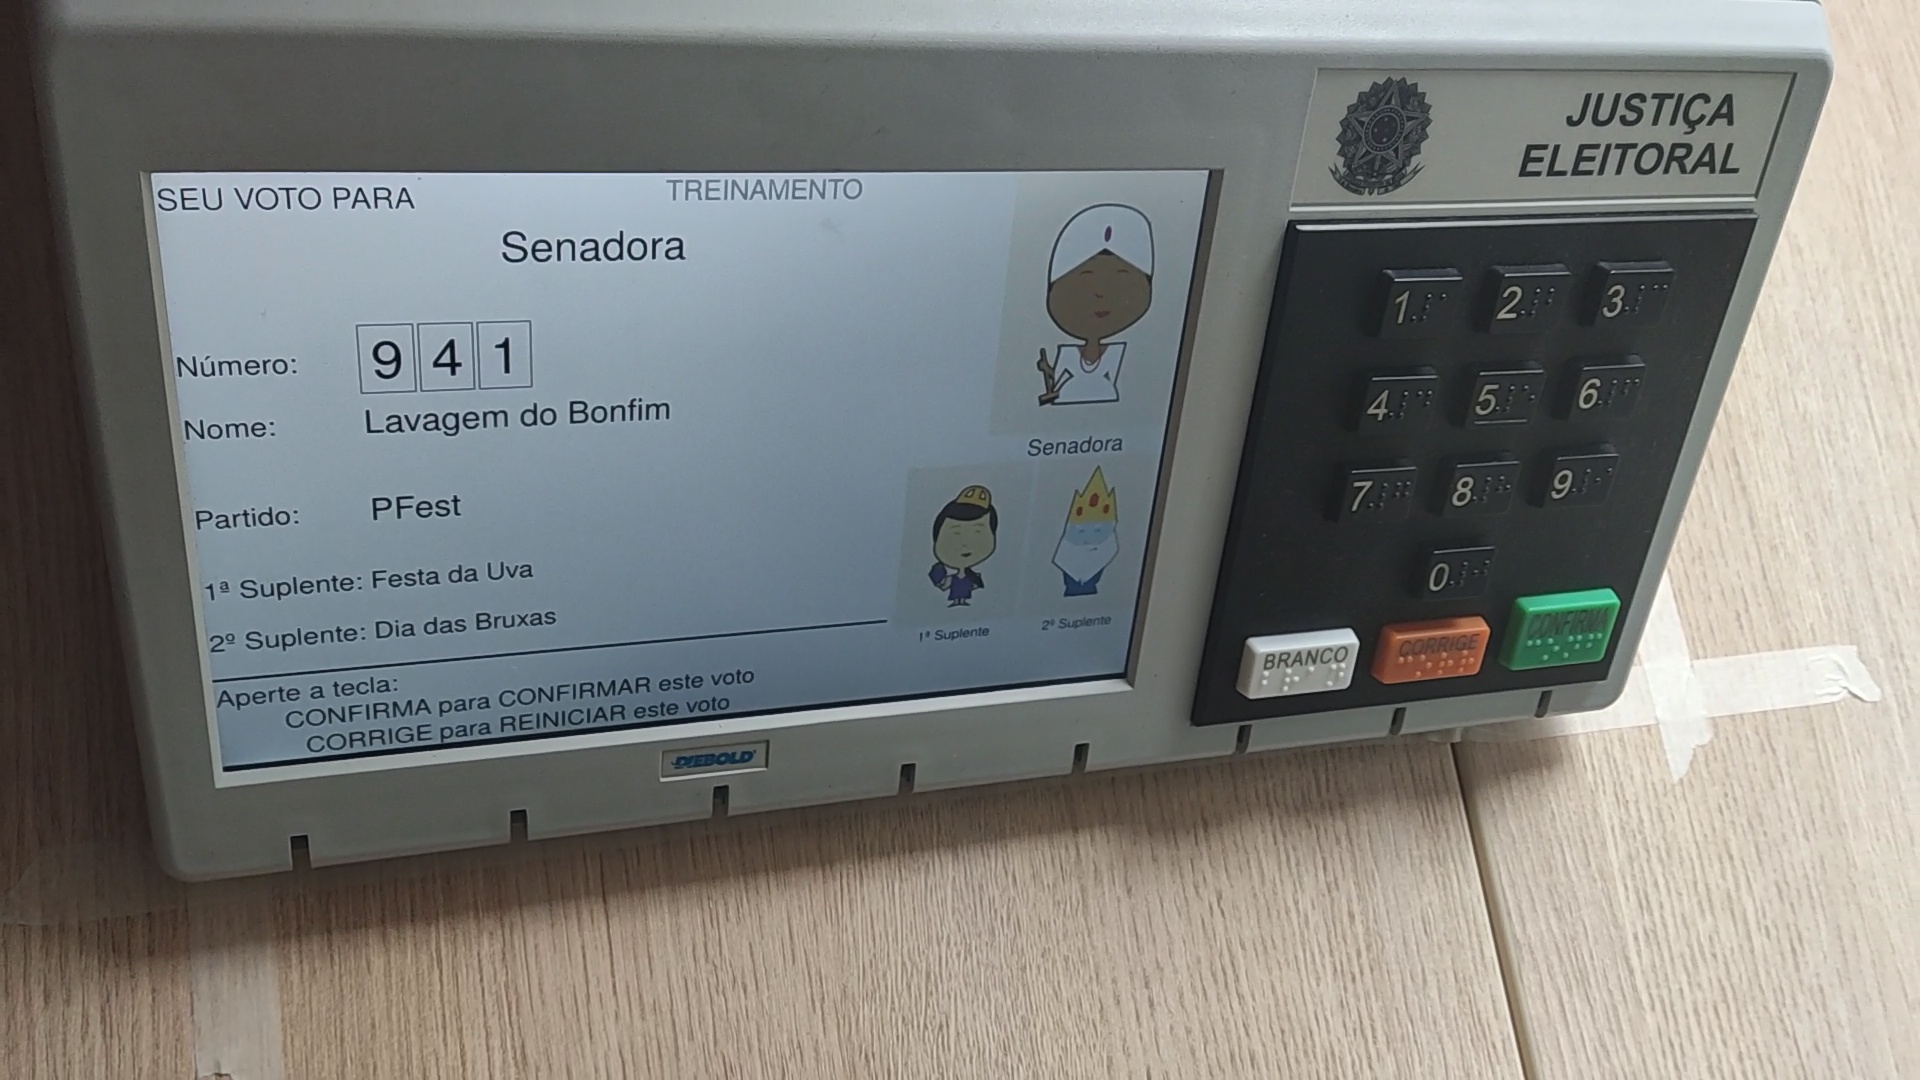 SEU VOTO PARA
TREINAMENTO
Senadora
Número: 9 4 1
Nome: Lavagem do Bonfim
Partido: PFest
1ª Suplente: Festa da Uva
2º Suplente: Dia das Bruxas
Senadora
1ª Suplente
2º Suplente
Aperte a tecla:
CONFIRMA para CONFIRMAR este voto
CORRIGE para REINICIAR este voto
DIEBOLD
JUSTIÇA
ELEITORAL
1 2 3
4 5 6
7 8 9
0
BRANCO CORRIGE CONFIRMA